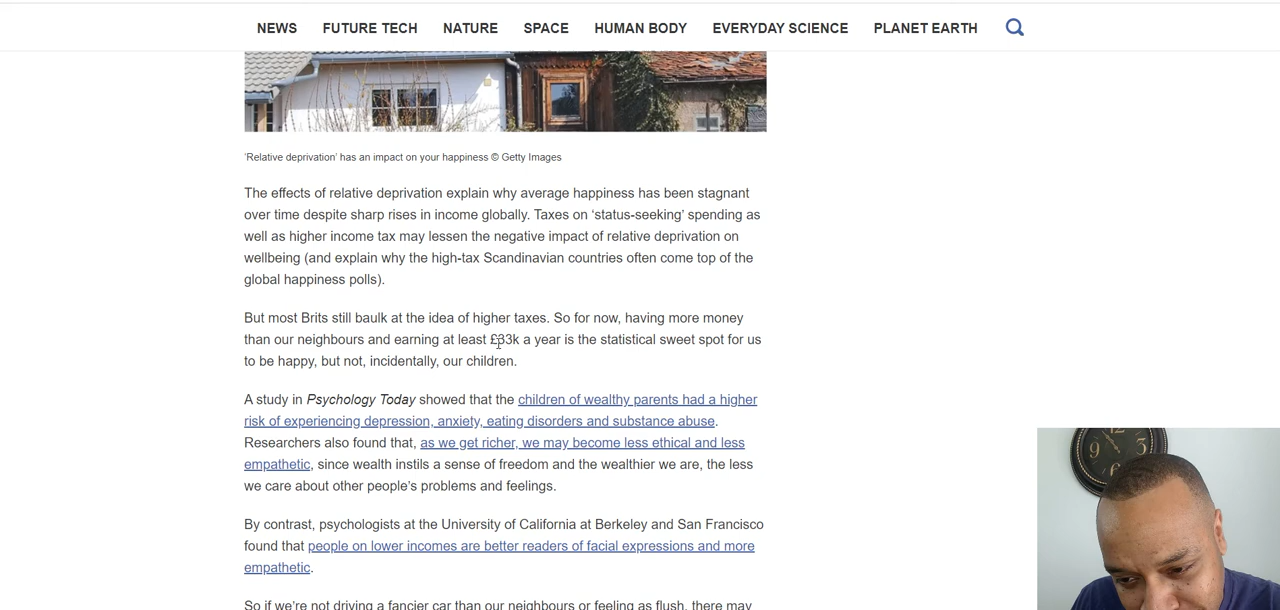 NEWS FUTURE TECH NATURE SPACE HUMAN BODY EVERYDAY SCIENCE PLANET EARTH
'Relative deprivation' has an impact on your happiness © Getty Images
The effects of relative deprivation explain why average happiness has been stagnant
over time despite sharp rises in income globally. Taxes on ‘status-seeking’ spending as
well as higher income tax may lessen the negative impact of relative deprivation on
wellbeing (and explain why the high-tax Scandinavian countries often come top of the
global happiness polls).
But most Brits still baulk at the idea of higher taxes. So for now, having more money
than our neighbours and earning at least £33k a year is the statistical sweet spot for us
to be happy, but not, incidentally, our children.
A study in Psychology Today showed that the children of wealthy parents had a higher
risk of experiencing depression, anxiety, eating disorders and substance abuse.
Researchers also found that, as we get richer, we may become less ethical and less
empathetic, since wealth instils a sense of freedom and the wealthier we are, the less
we care about other people’s problems and feelings.
By contrast, psychologists at the University of California at Berkeley and San Francisco
found that people on lower incomes are better readers of facial expressions and more
empathetic.
So if we’re not driving a fancier car than our neighbours or feeling as flush, there may
9 3